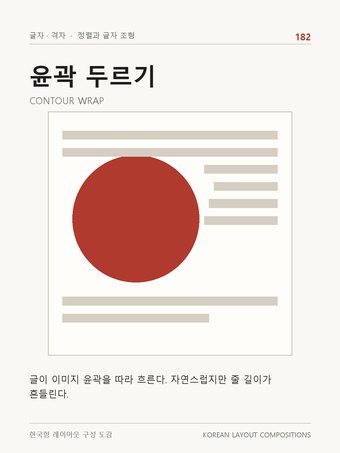 글자 · 격자 · 정렬과 글자 조형
182
윤곽 두르기
CONTOUR WRAP
글이 이미지 윤곽을 따라 흐른다. 자연스럽지만 줄 길이가
흔들린다.
한국형 레이아웃 구성 도감
KOREAN LAYOUT COMPOSITIONS